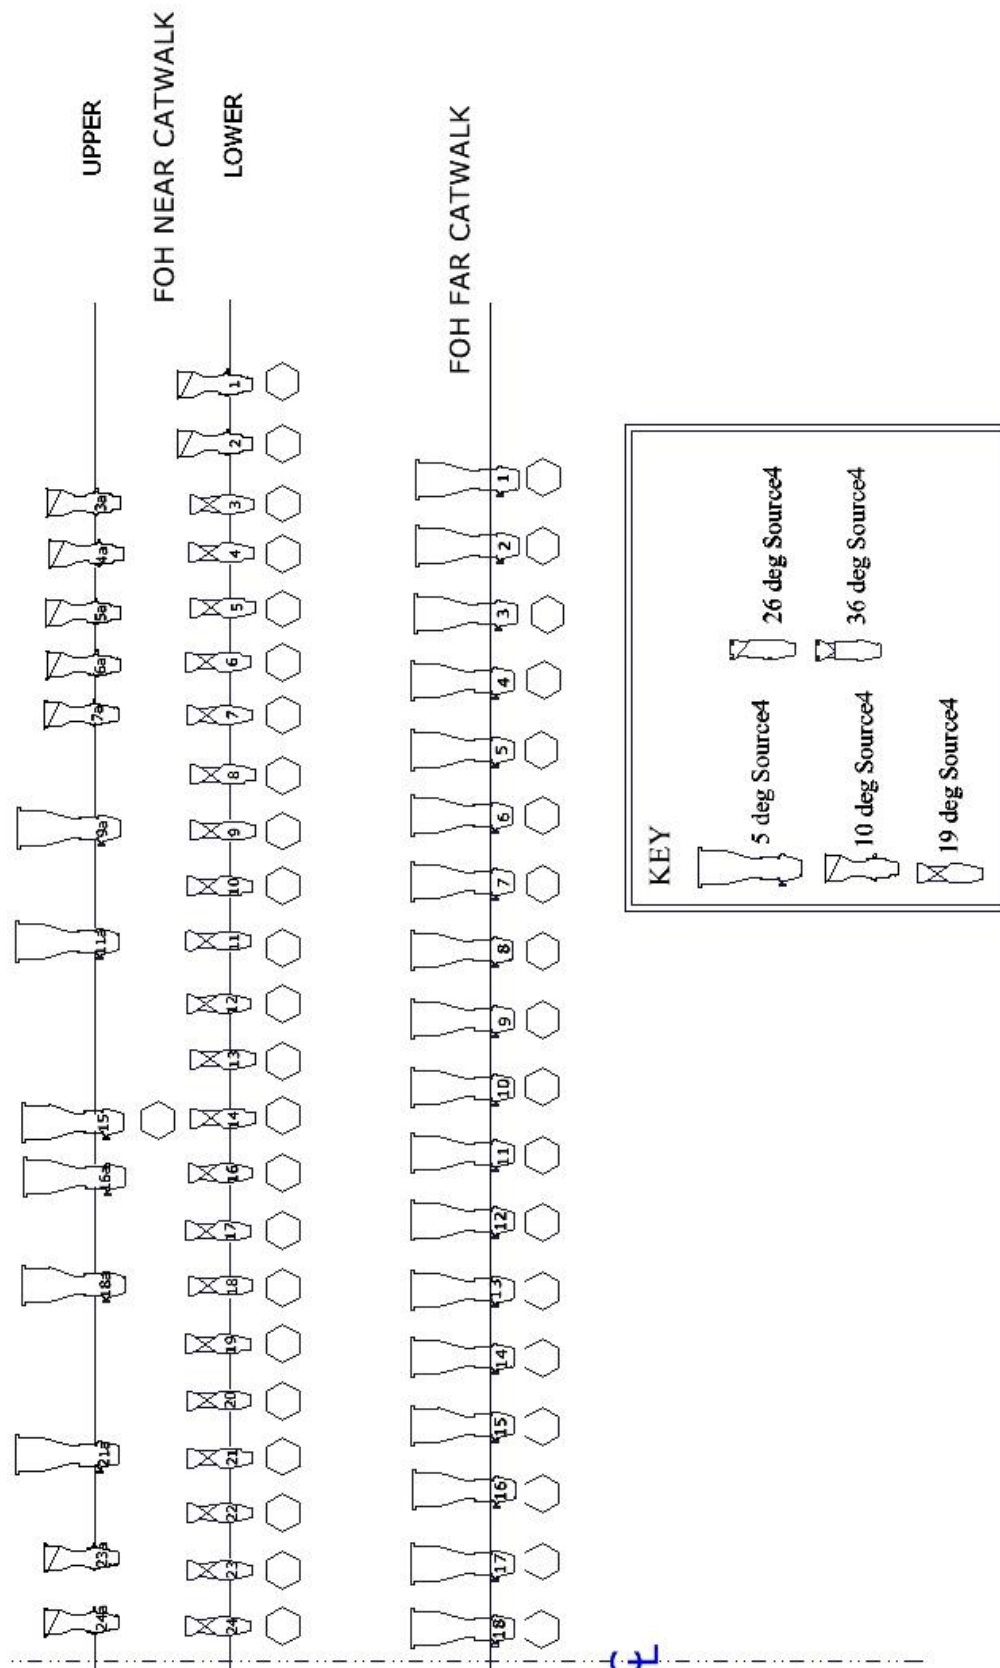 UPPER
FOH NEAR CATWALK
LOWER
FOH FAR CATWALK
24a
23a
21a
18a
16a
15
11a
9a
7a
6a
5a
4a
3a
24
23
22
21
20
19
18
17
16
14
13
12
11
10
9
8
7
6
5
4
3
2
1
18
17
16
15
14
13
12
11
10
9
8
7
6
5
4
3
2
1
KEY
5 deg Source4
26 deg Source4
10 deg Source4
36 deg Source4
19 deg Source4
℄